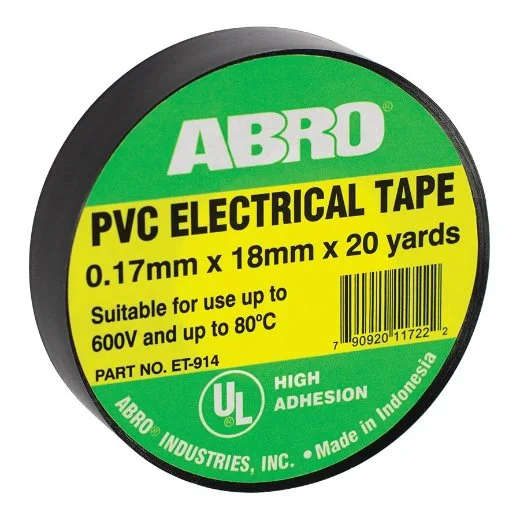 ABRO®
PVC ELECTRICAL TAPE
0.17mm x 18mm x 20 yards
Suitable for use up to
600V and up to 80ºC
PART NO. ET-914
7 90920 11722 2
UL
HIGH
ADHESION
ABRO® INDUSTRIES, INC. • Made in Indonesia